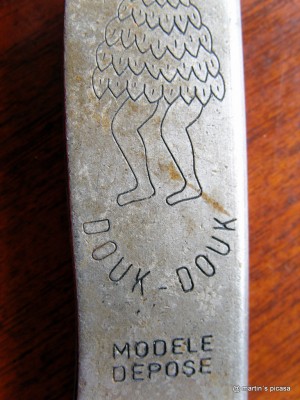 DOUK-DOUK
MODELE
DEPOSE
@ martin's picasa